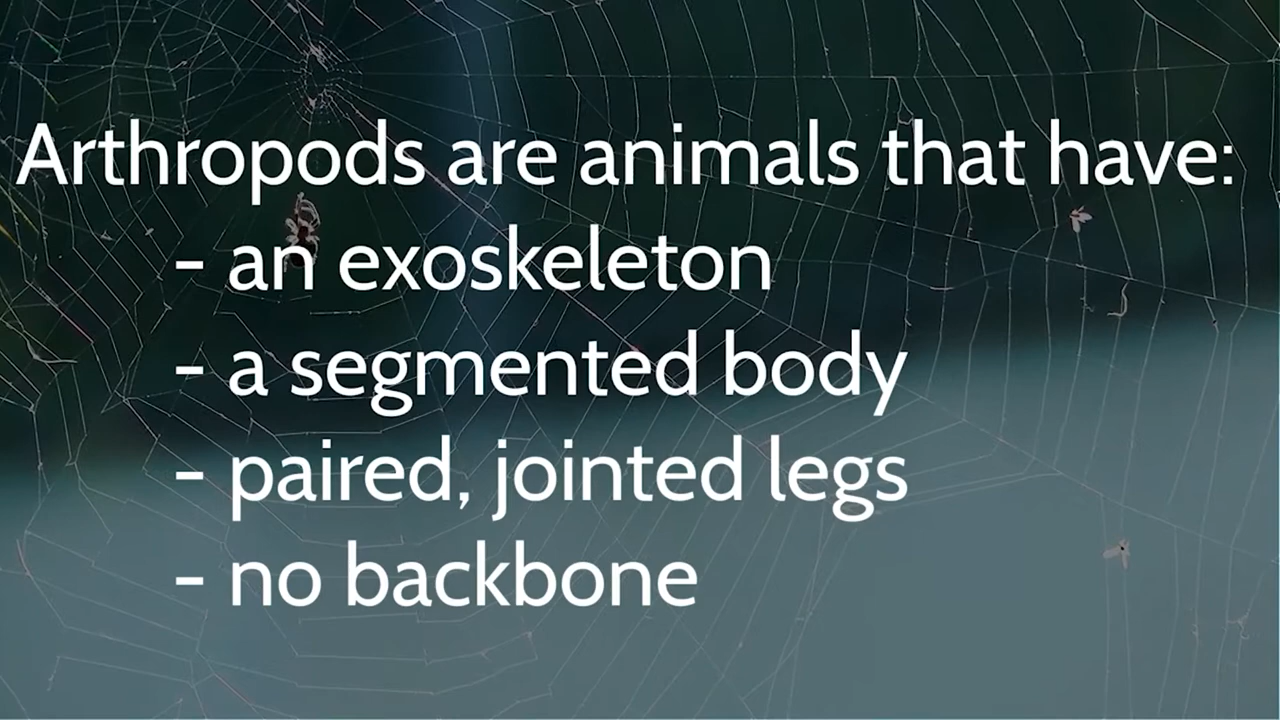 Arthropods are animals that have:
- an exoskeleton
- a segmented body
- paired, jointed legs
- no backbone